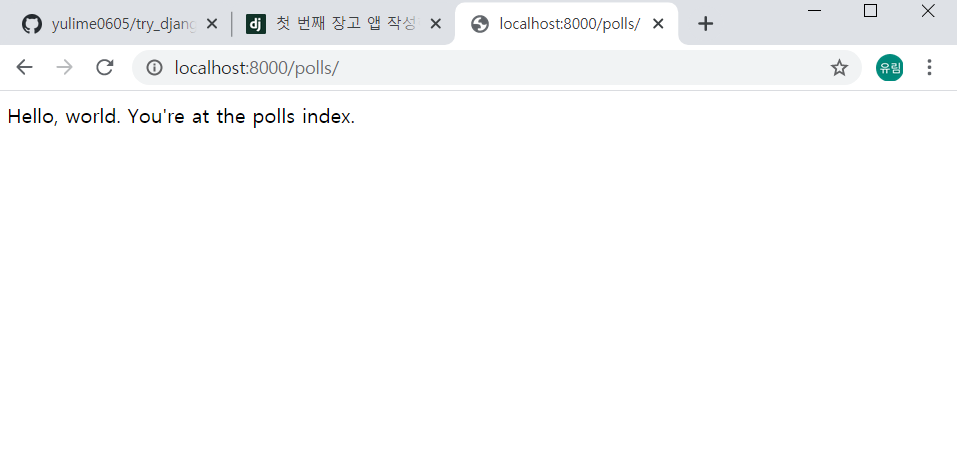 yulime0605/try_djang
dj 첫 번째 장고 앱 작성
localhost:8000/polls/
localhost:8000/polls/
유림
Hello, world. You're at the polls index.